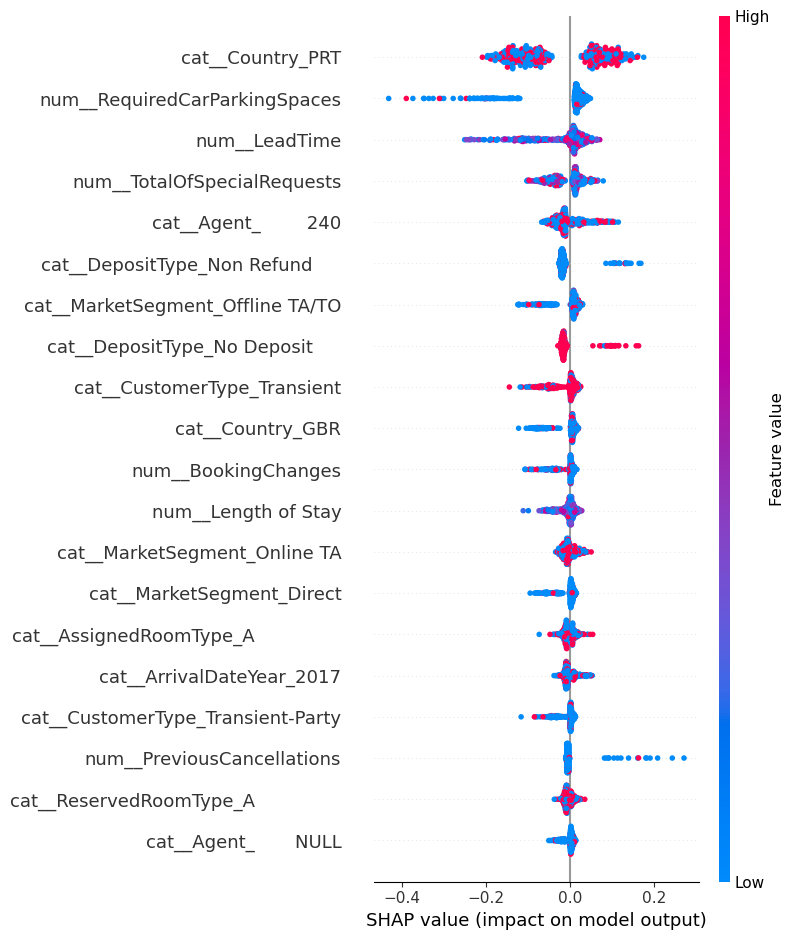 High
cat__Country_PRT
num__RequiredCarParkingSpaces
num__LeadTime
num__TotalOfSpecialRequests
cat__Agent_        240
cat__DepositType_Non Refund
cat__MarketSegment_Offline TA/TO
cat__DepositType_No Deposit
cat__CustomerType_Transient
cat__Country_GBR
num__BookingChanges
num__Length of Stay
cat__MarketSegment_Online TA
cat__MarketSegment_Direct
cat__AssignedRoomType_A
cat__ArrivalDateYear_2017
cat__CustomerType_Transient-Party
num__PreviousCancellations
cat__ReservedRoomType_A
cat__Agent_       NULL
Feature value
Low
−0.4 −0.2 0.0 0.2
SHAP value (impact on model output)